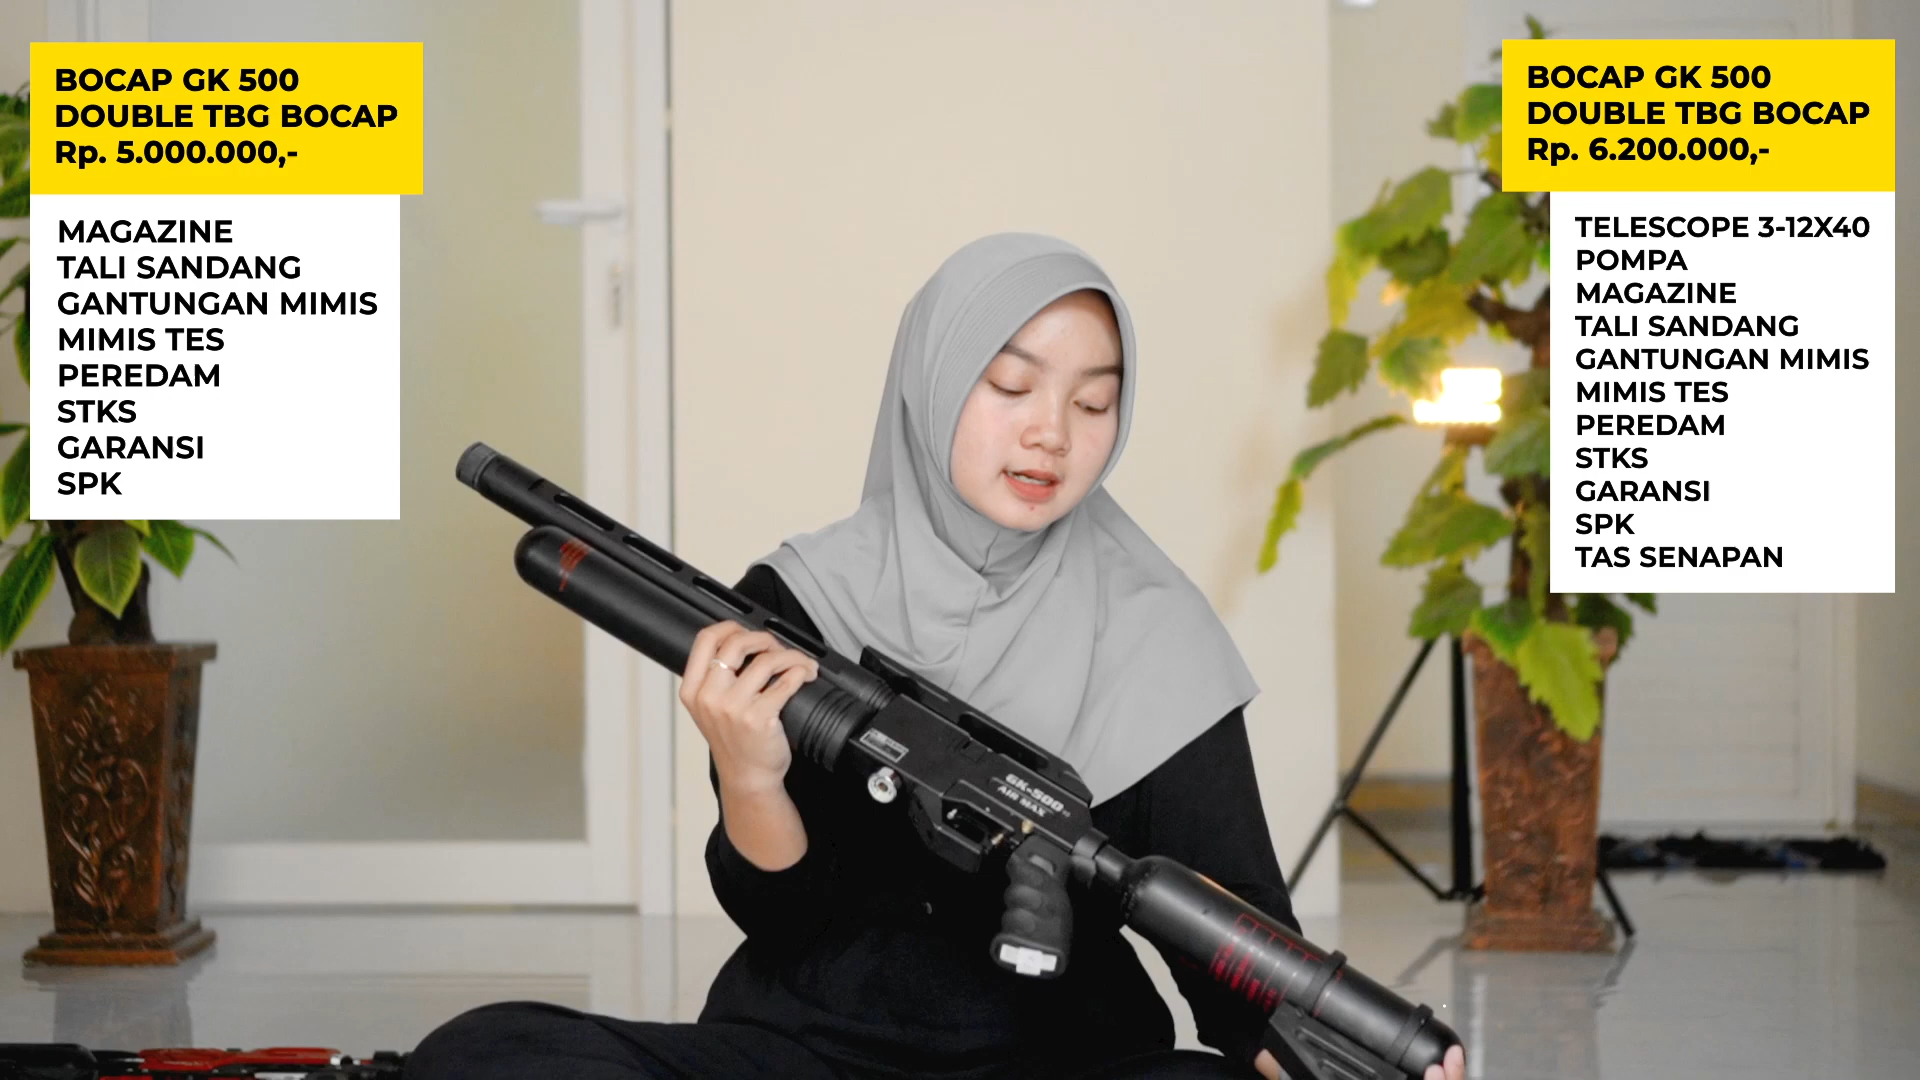 BOCAP GK 500
DOUBLE TBG BOCAP
Rp. 5.000.000,-
MAGAZINE
TALI SANDANG
GANTUNGAN MIMIS
MIMIS TES
PEREDAM
STKS
GARANSI
SPK
BOCAP GK 500
DOUBLE TBG BOCAP
Rp. 6.200.000,-
TELESCOPE 3-12X40
POMPA
MAGAZINE
TALI SANDANG
GANTUNGAN MIMIS
MIMIS TES
PEREDAM
STKS
GARANSI
SPK
TAS SENAPAN
GK-500
AIR MAX